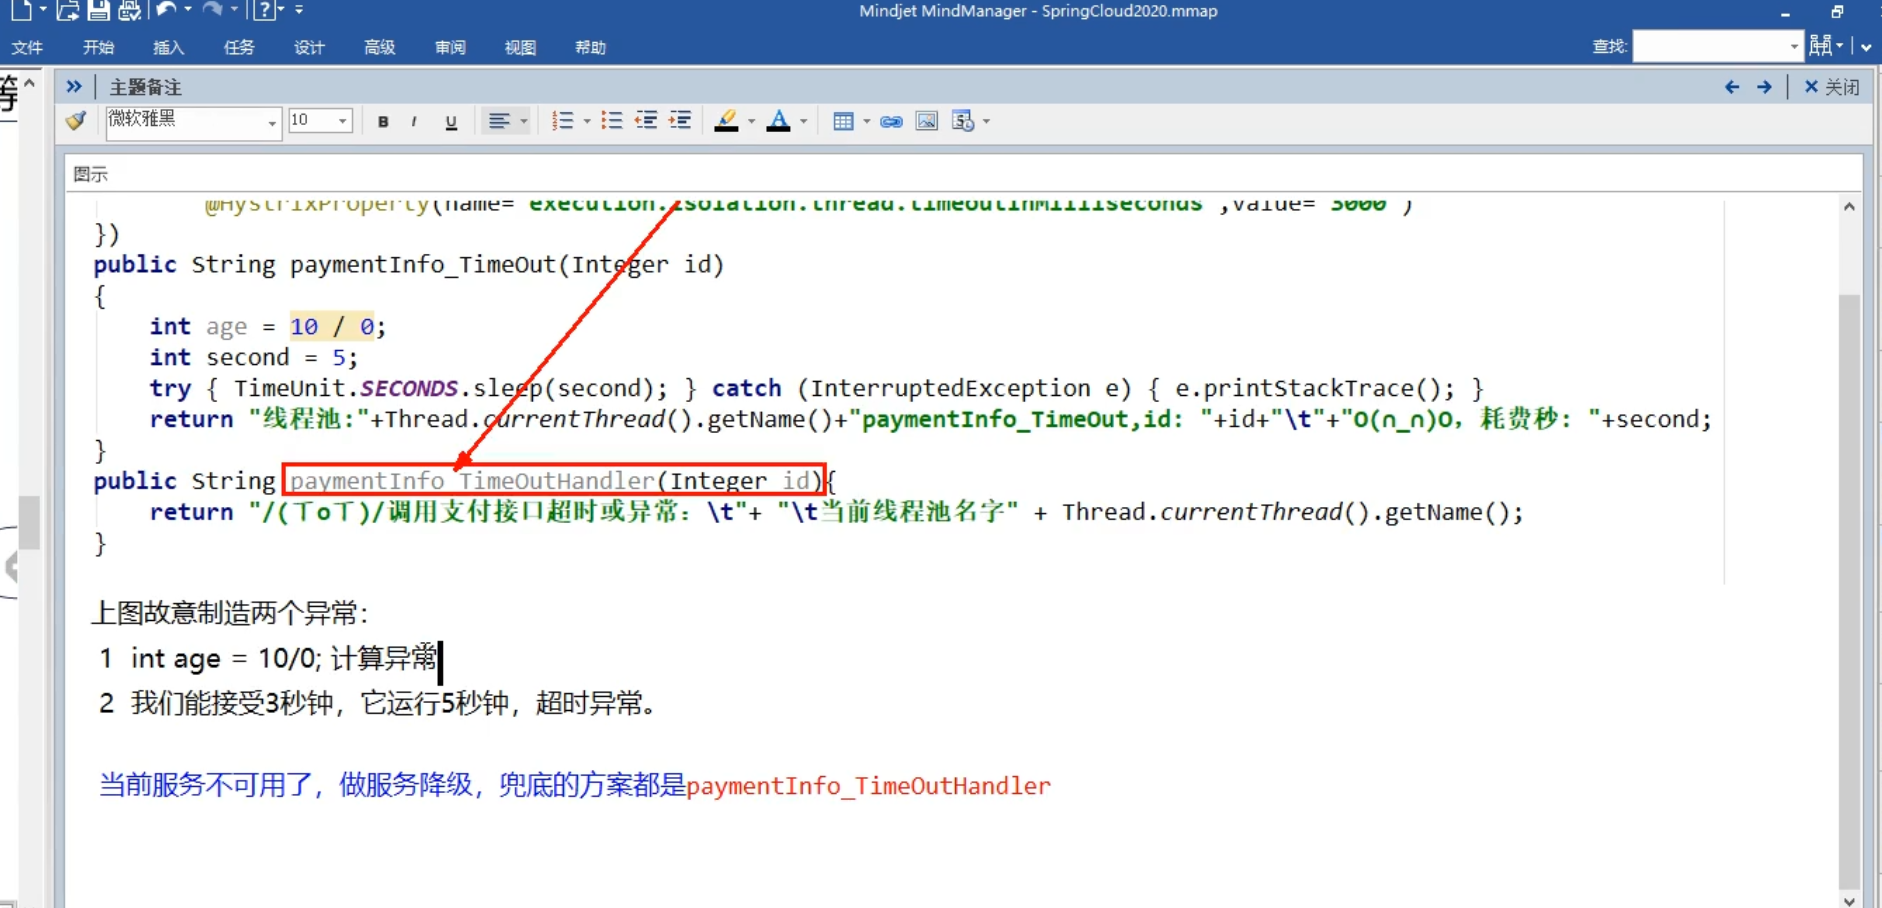 Mindjet MindManager - SpringCloud2020.mmap
文件 开始 插入 任务 设计 高级 审阅 视图 帮助
查找:
等
主题备注
关闭
微软雅黑 10 B I U
图示
@HystrixProperty(name="execution.isolation.thread.timeoutInMilliseconds",value="3000")
})
public String paymentInfo_TimeOut(Integer id)
{
int age = 10 / 0;
int second = 5;
try { TimeUnit.SECONDS.sleep(second); } catch (InterruptedException e) { e.printStackTrace(); }
return "线程池:"+Thread.currentThread().getName()+"paymentInfo_TimeOut,id: "+id+"\t"+"O(∩_∩)O，耗费秒: "+second;
}
public String paymentInfo_TimeOutHandler(Integer id){
return "/(ㄒoㄒ)/调用支付接口超时或异常：\t"+ "\t当前线程池名字" + Thread.currentThread().getName();
}
上图故意制造两个异常：
1 int age = 10/0; 计算异常
2 我们能接受3秒钟，它运行5秒钟，超时异常。
当前服务不可用了，做服务降级，兜底的方案都是paymentInfo_TimeOutHandler